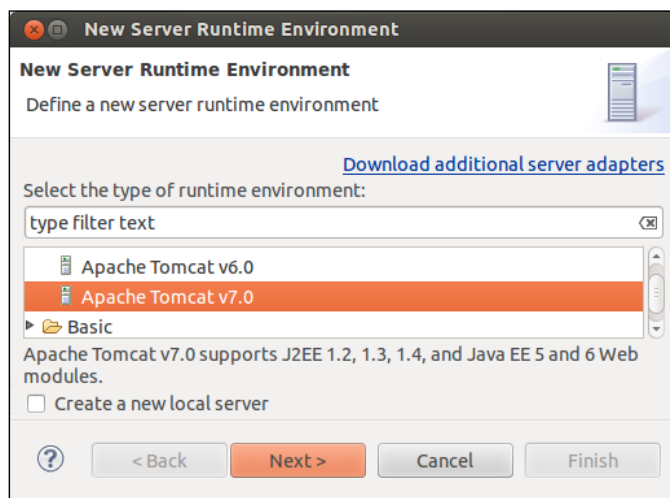 New Server Runtime Environment
New Server Runtime Environment
Define a new server runtime environment
Download additional server adapters
Select the type of runtime environment:
type filter text
Apache Tomcat v6.0
Apache Tomcat v7.0
Basic
Apache Tomcat v7.0 supports J2EE 1.2, 1.3, 1.4, and Java EE 5 and 6 Web
modules.
Create a new local server
? < Back Next > Cancel Finish